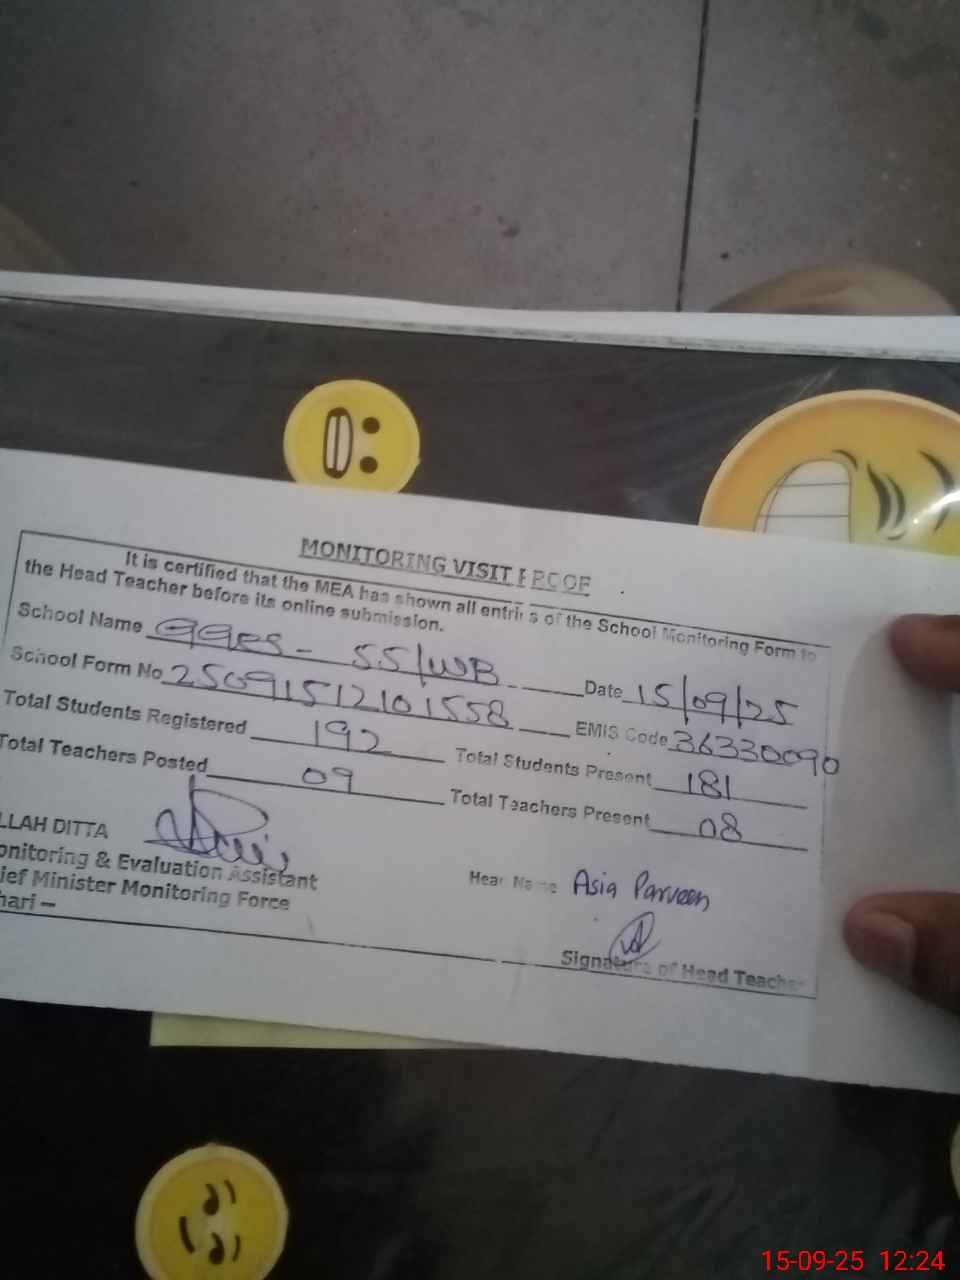 MONITORING VISIT PROOF
It is certified that the MEA has shown all entries of the School Monitoring Form to
the Head Teacher before its online submission.
School Name GGES - 55/WB Date 15/09/25
School Form No 25091512101558 EMIS Code 36330090
Total Students Registered 192 Total Students Present 181
Total Teachers Posted 09 Total Teachers Present 08
LLAH DITTA
onitoring & Evaluation Assistant
ief Minister Monitoring Force
hari –
Head Name Asia Parveen
Signature of Head Teacher
15-09-25 12:24